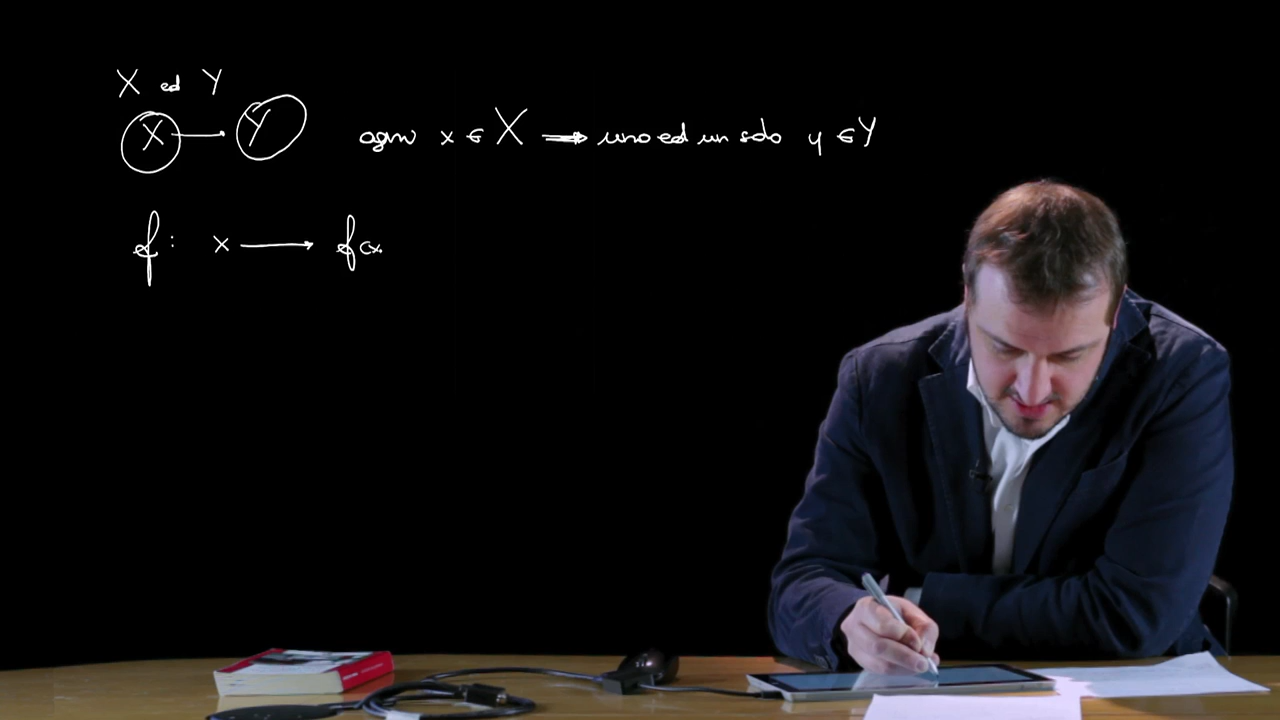 X ed Y
X → Y ogni x ∈ X ⟹ uno ed un solo y ∈ Y
f: x → f(x